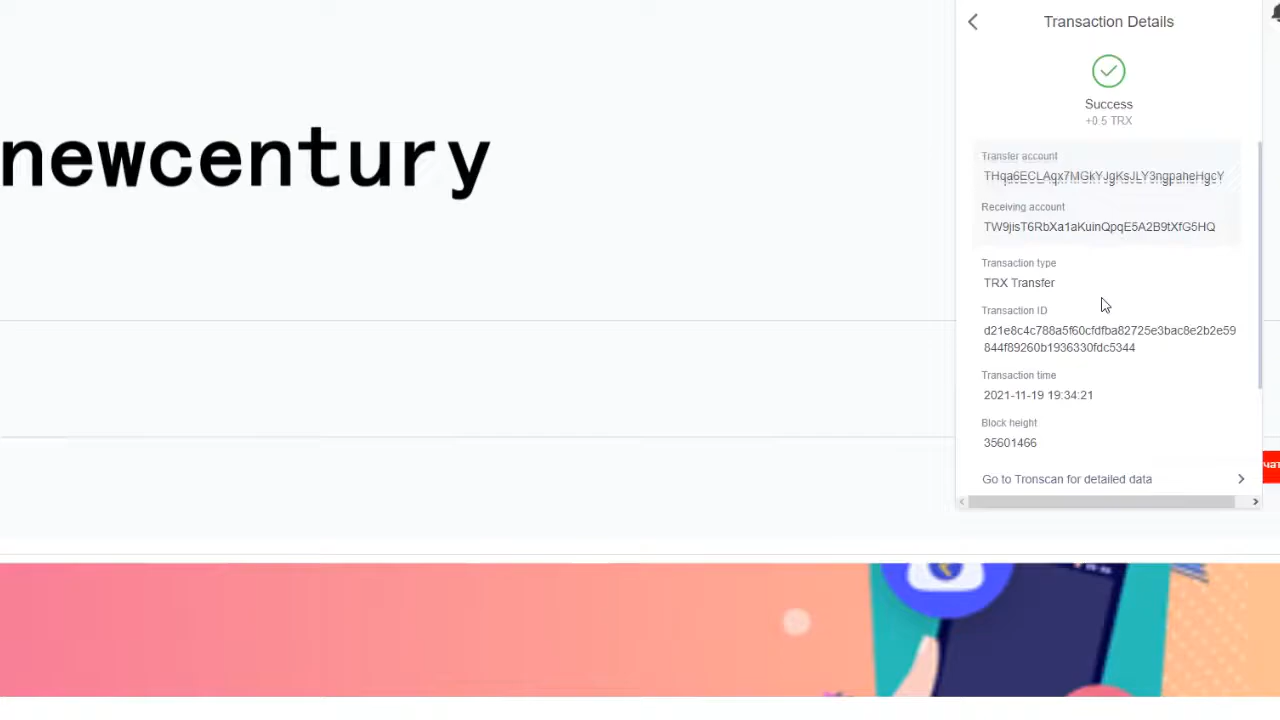 newcentury
Transaction Details
Success
+0.5 TRX
Transfer account
THqa6ECLAqx7MGkYJgKsJLY3ngpaheHgcY
Receiving account
TW9jisT6RbXa1aKuinQpqE5A2B9tXfG5HQ
Transaction type
TRX Transfer
Transaction ID
d21e8c4c788a5f60cfdfba82725e3bac8e2b2e59
844f89260b1936330fdc5344
Transaction time
2021-11-19 19:34:21
Block height
35601466
Go to Tronscan for detailed data